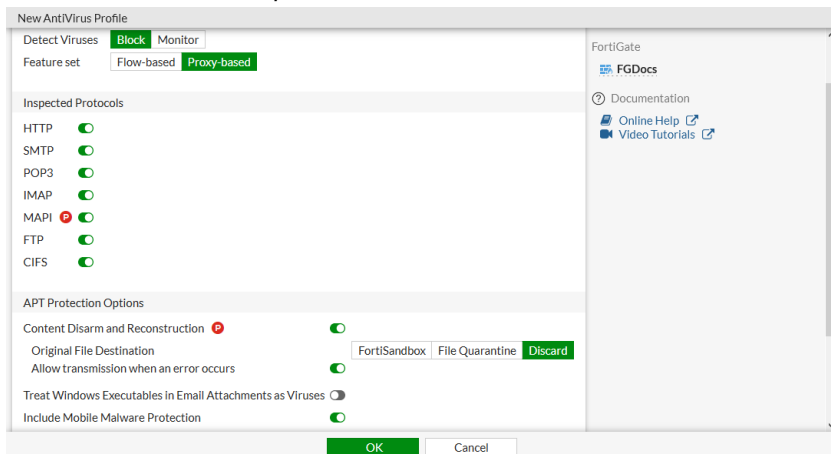 New AntiVirus Profile
Detect Viruses Block Monitor
Feature set Flow-based Proxy-based
Inspected Protocols
HTTP
SMTP
POP3
IMAP
MAPI P
FTP
CIFS
APT Protection Options
Content Disarm and Reconstruction P
Original File Destination FortiSandbox File Quarantine Discard
Allow transmission when an error occurs
Treat Windows Executables in Email Attachments as Viruses
Include Mobile Malware Protection
OK Cancel
FortiGate
FGDocs
? Documentation
Online Help
Video Tutorials